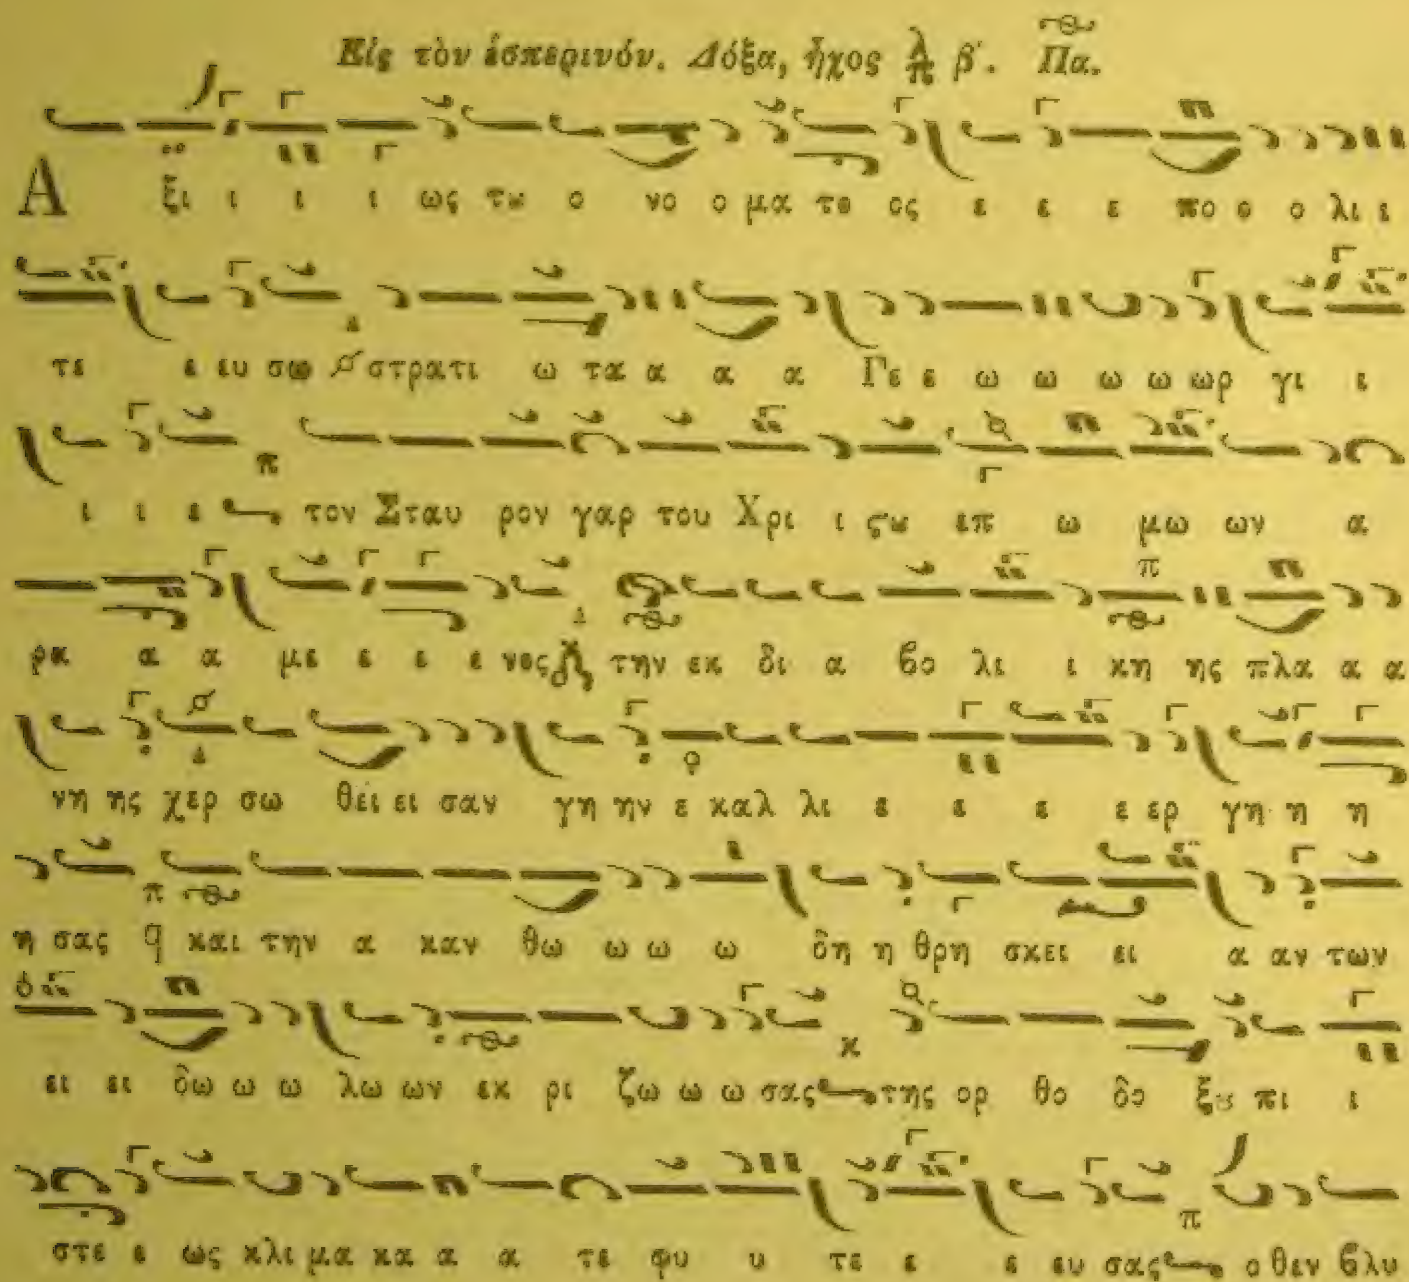 Εἰς τὸν ἑσπερινόν. Δόξα, ἦχος λ π β΄. Πα.
Α ξι ι ι ι ως τω ο νο ο μα το ος ε ε ε πο ο ο λι ι
τε ε ευ σω στρατι ω τα α α α Γε ε ω ω ω ω ωρ γι ι
ι ι ε τον Σταυ ρον γαρ του Χρι ι ϛω επ ω μω ων α
ρα α α με ε ε ε νος την εκ δι α βο λι ι κη ης πλα α α
νη ης χερ σω θει ει σαν γη ην ε καλ λι ε ε ε ε ερ γη η η
η σας και την α καν θω ω ω ω δη η θρη σκει ει α αν των
ει ει δω ω ω λω ων εκ ρι ζω ω ω σας της ορ θο δο ξȣ πι ι
στε ε ως κλι μα κα α α τε φυ υ τε ε ε ευ σας ο θεν βλυ